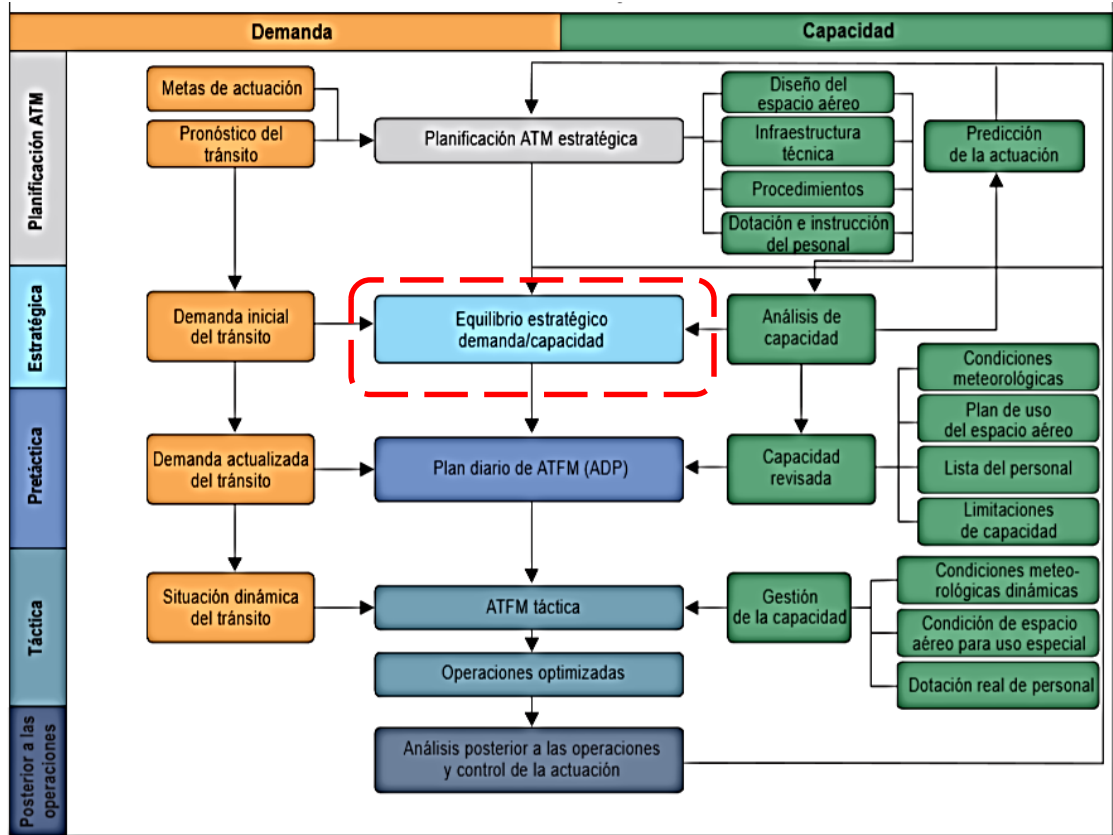 Demanda
Capacidad
Planificación ATM
Metas de actuación
Pronóstico del
tránsito
Planificación ATM estratégica
Diseño del
espacio aéreo
Infraestructura
técnica
Procedimientos
Dotación e instrucción
del pesonal
Predicción
de la actuación
Estratégica
Demanda inicial
del tránsito
Equilibrio estratégico
demanda/capacidad
Análisis de
capacidad
Condiciones
meteorológicas
Plan de uso
del espacio aéreo
Lista del personal
Limitaciones
de capacidad
Pretáctica
Demanda actualizada
del tránsito
Plan diario de ATFM (ADP)
Capacidad
revisada
Táctica
Situación dinámica
del tránsito
ATFM táctica
Gestión
de la capacidad
Condiciones meteo-
rológicas dinámicas
Condición de espacio
aéreo para uso especial
Dotación real de personal
Operaciones optimizadas
Posterior a las
operaciones
Análisis posterior a las operaciones
y control de la actuación